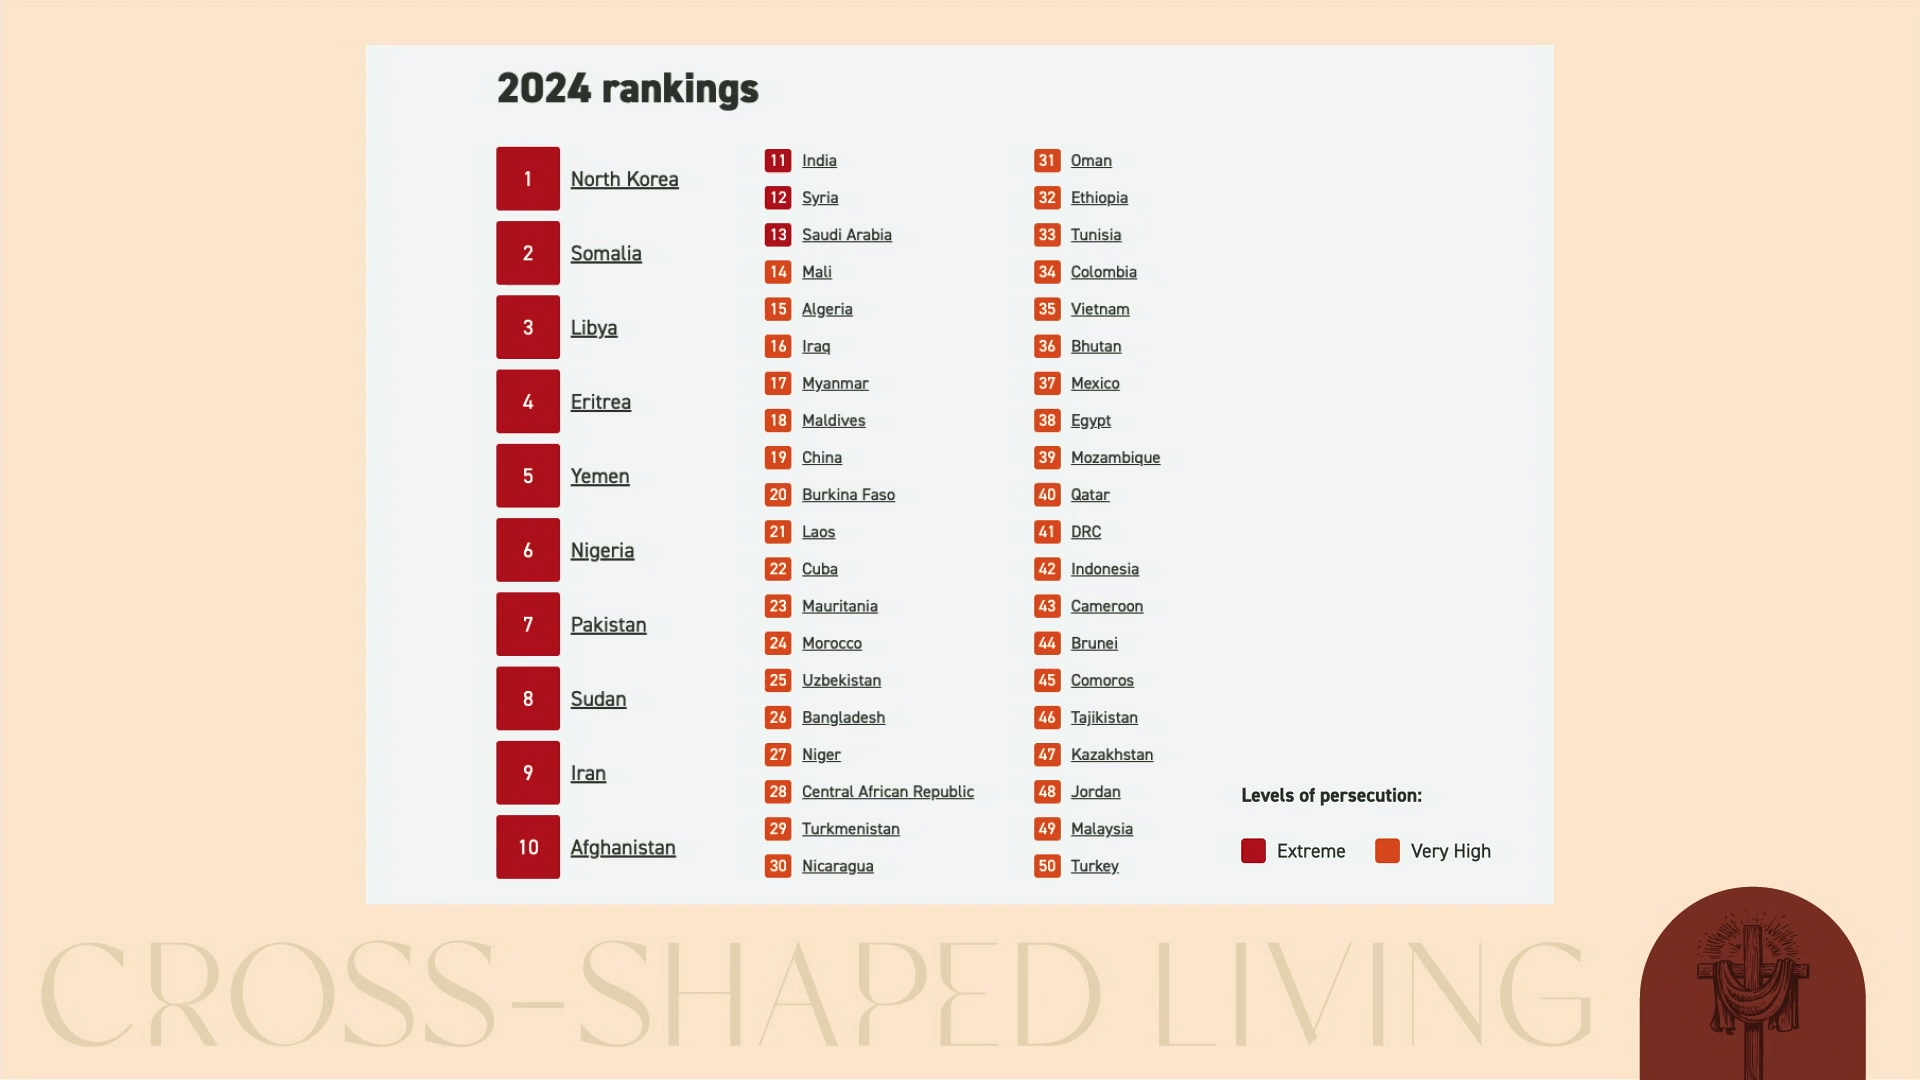 2024 rankings
1 North Korea
2 Somalia
3 Libya
4 Eritrea
5 Yemen
6 Nigeria
7 Pakistan
8 Sudan
9 Iran
10 Afghanistan
11 India
12 Syria
13 Saudi Arabia
14 Mali
15 Algeria
16 Iraq
17 Myanmar
18 Maldives
19 China
20 Burkina Faso
21 Laos
22 Cuba
23 Mauritania
24 Morocco
25 Uzbekistan
26 Bangladesh
27 Niger
28 Central African Republic
29 Turkmenistan
30 Nicaragua
31 Oman
32 Ethiopia
33 Tunisia
34 Colombia
35 Vietnam
36 Bhutan
37 Mexico
38 Egypt
39 Mozambique
40 Qatar
41 DRC
42 Indonesia
43 Cameroon
44 Brunei
45 Comoros
46 Tajikistan
47 Kazakhstan
48 Jordan
49 Malaysia
50 Turkey
Levels of persecution:
Extreme Very High
CROSS-SHAPED LIVING